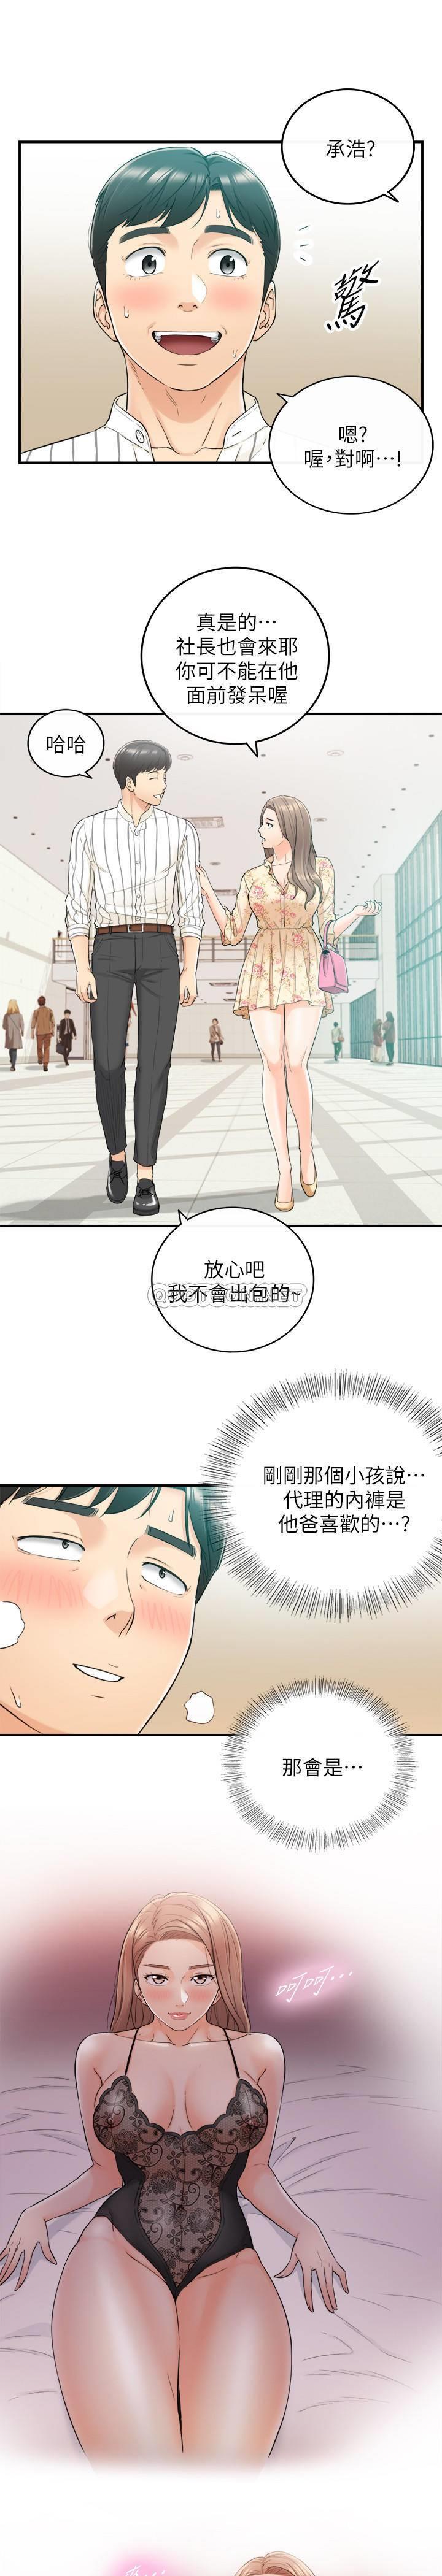 承浩?
驚
嗯?
喔，對啊…!
真是的…
社長也會來耶
你可不能在他
面前發呆喔
哈哈
放心吧
我不會出包的~
剛剛那個小孩說…
代理的內褲是
他爸喜歡的…?
那會是…
呵呵…